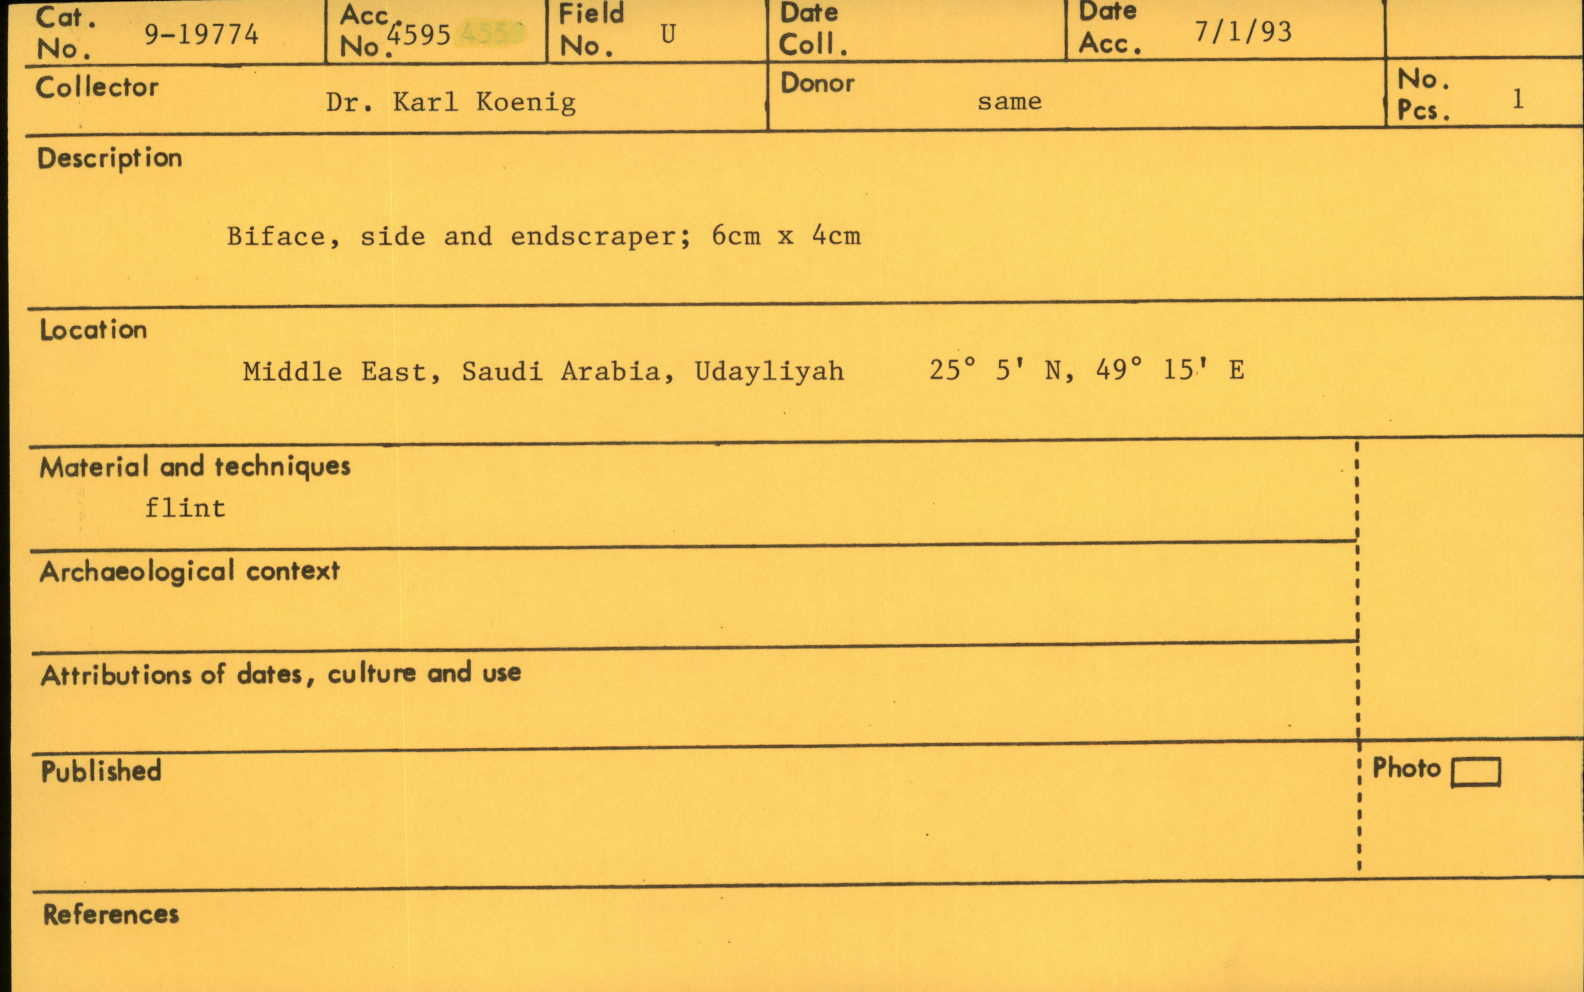 Cat. No. 9-19774 Acc. No. 4595 Field No. U Date Coll. Date Acc. 7/1/93
Collector Dr. Karl Koenig Donor same No. Pcs. 1
Description
Biface, side and endscraper; 6cm x 4cm
Location
Middle East, Saudi Arabia, Udayliyah 25° 5' N, 49° 15' E
Material and techniques
flint
Archaeological context
Attributions of dates, culture and use
Published Photo
References